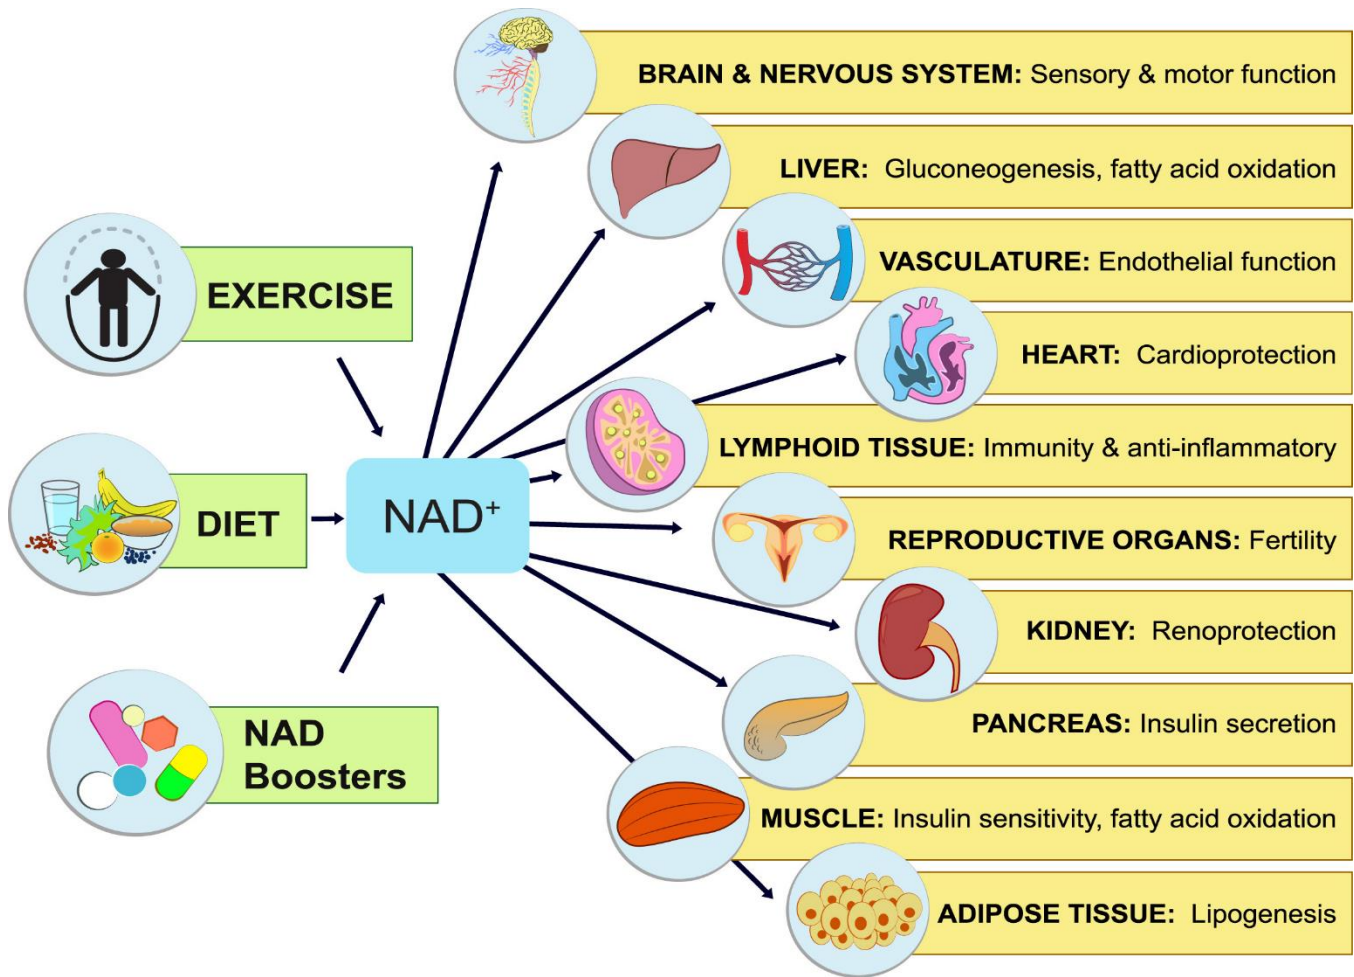 BRAIN & NERVOUS SYSTEM: Sensory & motor function
LIVER: Gluconeogenesis, fatty acid oxidation
VASCULATURE: Endothelial function
HEART: Cardioprotection
LYMPHOID TISSUE: Immunity & anti-inflammatory
REPRODUCTIVE ORGANS: Fertility
KIDNEY: Renoprotection
PANCREAS: Insulin secretion
MUSCLE: Insulin sensitivity, fatty acid oxidation
ADIPOSE TISSUE: Lipogenesis
EXERCISE
DIET
NAD
Boosters
NAD⁺